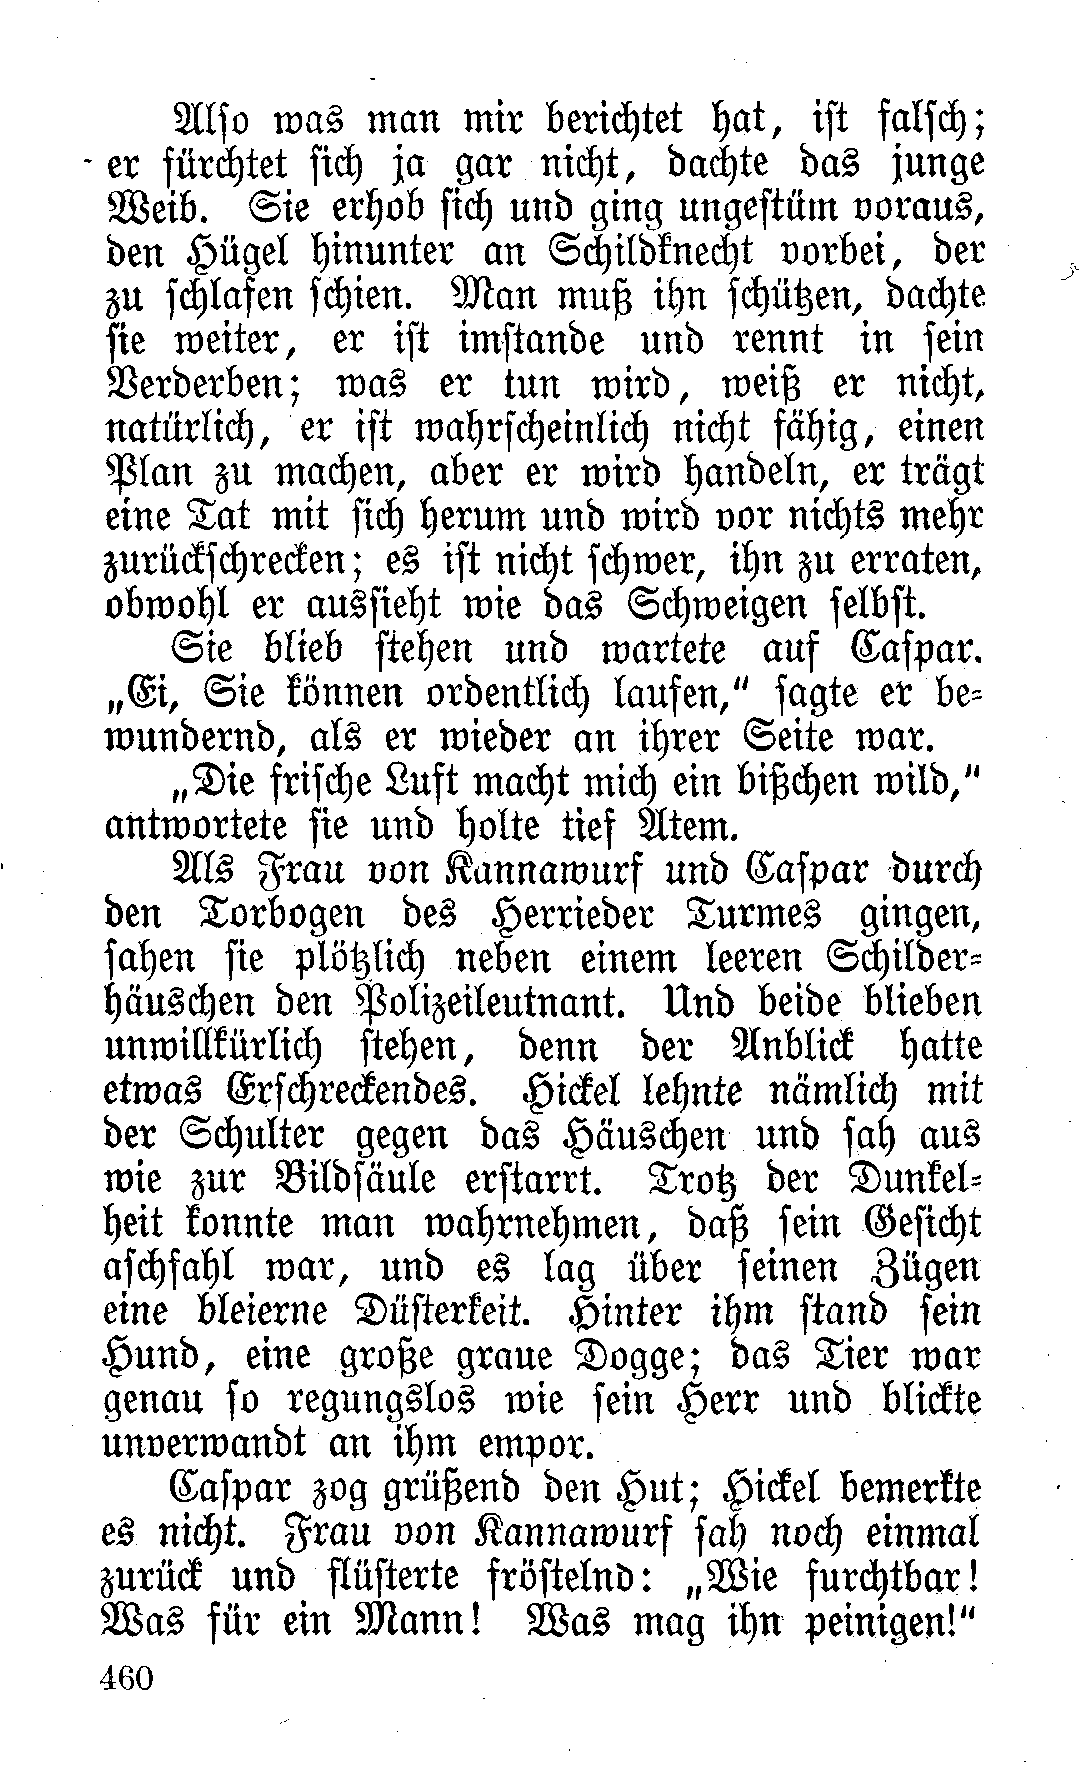 Also was man mir berichtet hat, ist falsch;
er fürchtet sich ja gar nicht, dachte das junge
Weib. Sie erhob sich und ging ungestüm voraus,
den Hügel hinunter an Schildknecht vorbei, der
zu schlafen schien. Man muß ihn schützen, dachte
sie weiter, er ist imstande und rennt in sein
Verderben; was er tun wird, weiß er nicht,
natürlich, er ist wahrscheinlich nicht fähig, einen
Plan zu machen, aber er wird handeln, er trägt
eine Tat mit sich herum und wird vor nichts mehr
zurückschrecken; es ist nicht schwer, ihn zu erraten,
obwohl er aussieht wie das Schweigen selbst.
Sie blieb stehen und wartete auf Caspar.
„Ei, Sie können ordentlich laufen,“ sagte er be-
wundernd, als er wieder an ihrer Seite war.
„Die frische Luft macht mich ein bißchen wild,“
antwortete sie und holte tief Atem.
Als Frau von Kannawurf und Caspar durch
den Torbogen des Herrieder Turmes gingen,
sahen sie plötzlich neben einem leeren Schilder-
häuschen den Polizeileutnant. Und beide blieben
unwillkürlich stehen, denn der Anblick hatte
etwas Erschreckendes. Hickel lehnte nämlich mit
der Schulter gegen das Häuschen und sah aus
wie zur Bildsäule erstarrt. Trotz der Dunkel-
heit konnte man wahrnehmen, daß sein Gesicht
aschfahl war, und es lag über seinen Zügen
eine bleierne Düsterkeit. Hinter ihm stand sein
Hund, eine große graue Dogge; das Tier war
genau so regungslos wie sein Herr und blickte
unverwandt an ihm empor.
Caspar zog grüßend den Hut; Hickel bemerkte
es nicht. Frau von Kannawurf sah noch einmal
zurück und flüsterte fröstelnd: „Wie furchtbar!
Was für ein Mann! Was mag ihn peinigen!“
460